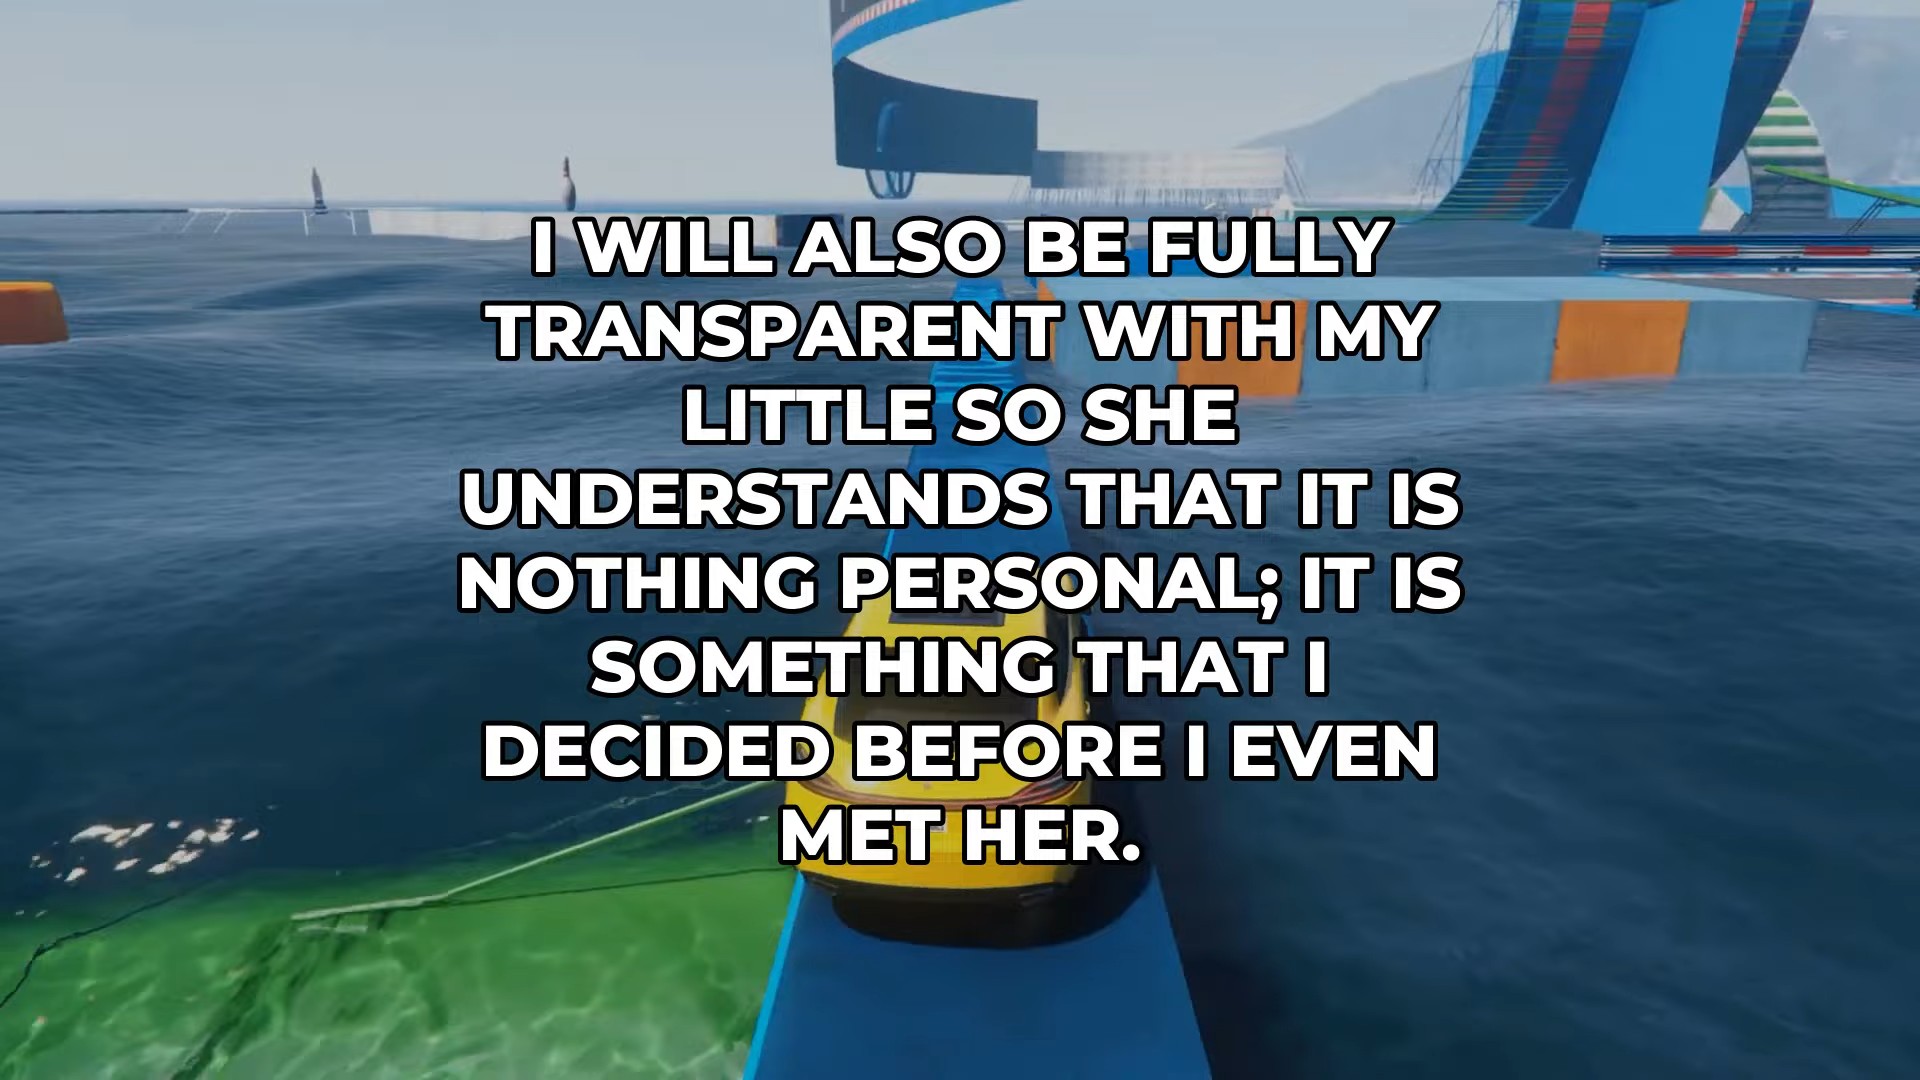 I WILL ALSO BE FULLY
TRANSPARENT WITH MY
LITTLE SO SHE
UNDERSTANDS THAT IT IS
NOTHING PERSONAL; IT IS
SOMETHING THAT I
DECIDED BEFORE I EVEN
MET HER.